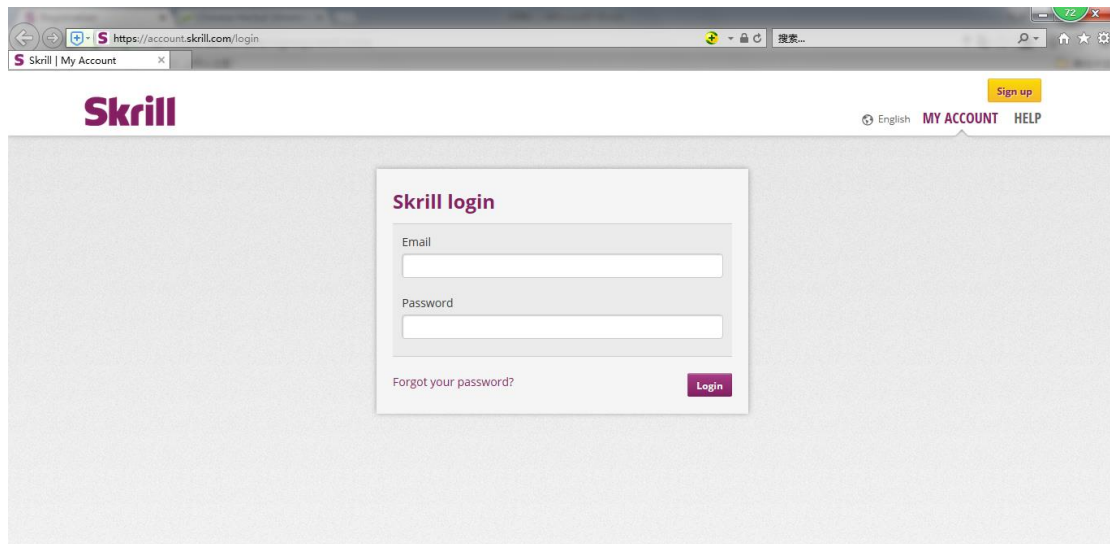 72
https://account.skrill.com/login
搜索...
Skrill | My Account
Sign up
Skrill
English MY ACCOUNT HELP
Skrill login
Email
Password
Forgot your password?
Login